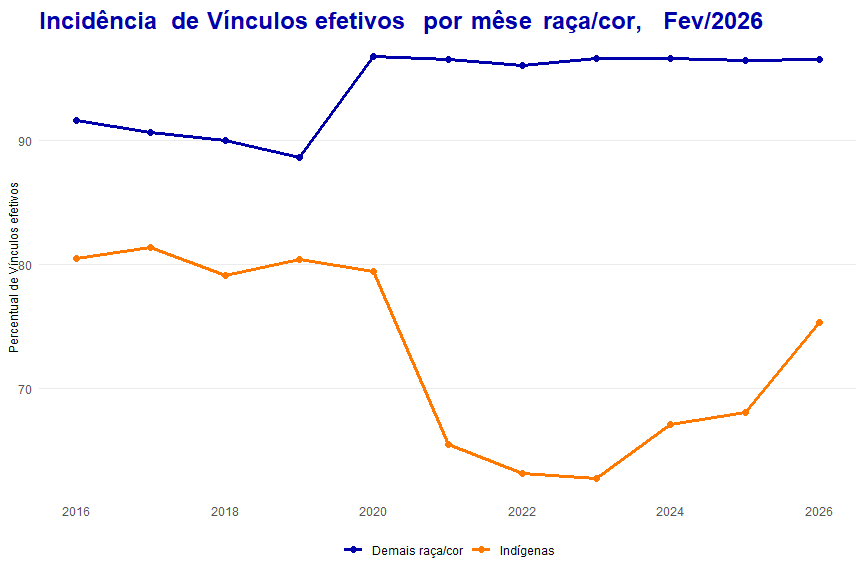 Incidência de Vínculos efetivos por mêse raça/cor, Fev/2026
Percentual de Vínculos efetivos
90
80
70
2016 2018 2020 2022 2024 2026
Demais raça/cor Indígenas